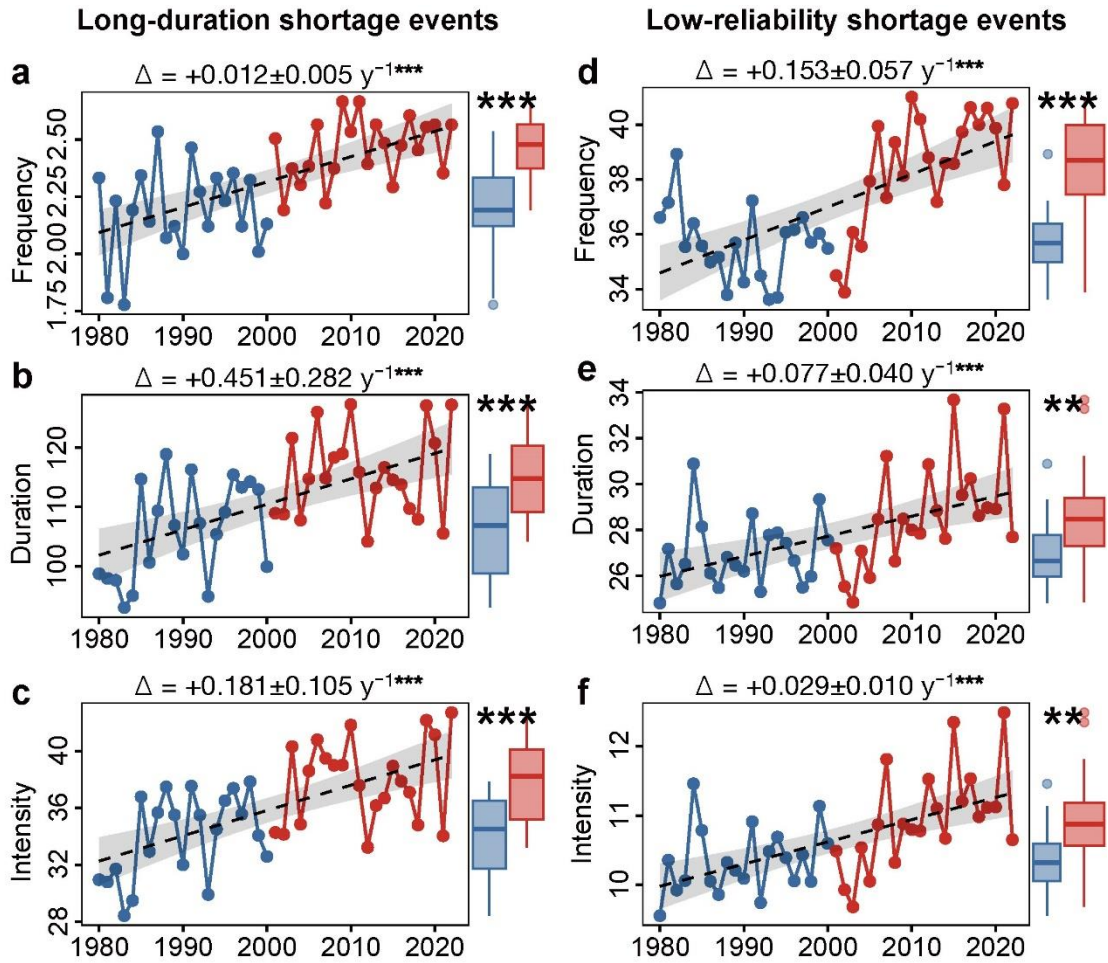 Long-duration shortage events
a
Δ = +0.012±0.005 y⁻¹***
***
Frequency
1.75 2.00 2.25 2.50
1980 1990 2000 2010 2020
b
Δ = +0.451±0.282 y⁻¹***
***
Duration
100 110 120
1980 1990 2000 2010 2020
c
Δ = +0.181±0.105 y⁻¹***
***
Intensity
28 32 36 40
1980 1990 2000 2010 2020
Low-reliability shortage events
d
Δ = +0.153±0.057 y⁻¹***
***
Frequency
34 36 38 40
1980 1990 2000 2010 2020
e
Δ = +0.077±0.040 y⁻¹***
**
Duration
26 28 30 32 34
1980 1990 2000 2010 2020
f
Δ = +0.029±0.010 y⁻¹***
**
Intensity
10 11 12
1980 1990 2000 2010 2020